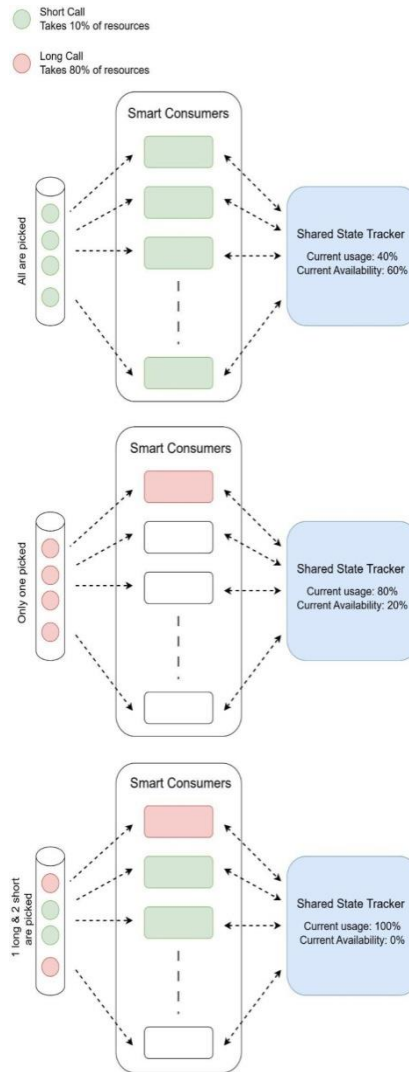 Short Call
Takes 10% of resources
Long Call
Takes 80% of resources
Smart Consumers
All are picked
Shared State Tracker
Current usage: 40%
Current Availability: 60%
Smart Consumers
Only one picked
Shared State Tracker
Current usage: 80%
Current Availability: 20%
Smart Consumers
1 long & 2 short
are picked
Shared State Tracker
Current usage: 100%
Current Availability: 0%